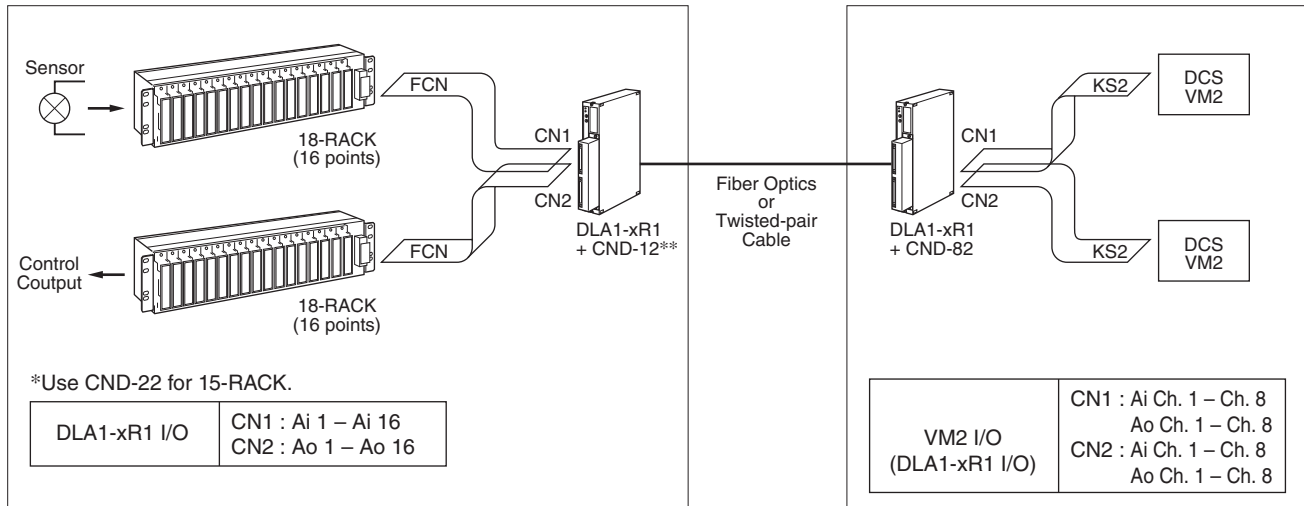 Sensor
FCN
18-RACK
(16 points)
CN1
CN2
DLA1-xR1
+ CND-12**
Control
Coutput
FCN
18-RACK
(16 points)
*Use CND-22 for 15-RACK.
DLA1-xR1 I/O
CN1 : Ai 1 – Ai 16
CN2 : Ao 1 – Ao 16
Fiber Optics
or
Twisted-pair
Cable
CN1
CN2
DLA1-xR1
+ CND-82
KS2
DCS
VM2
KS2
DCS
VM2
VM2 I/O
(DLA1-xR1 I/O)
CN1 : Ai Ch. 1 – Ch. 8
Ao Ch. 1 – Ch. 8
CN2 : Ai Ch. 1 – Ch. 8
Ao Ch. 1 – Ch. 8